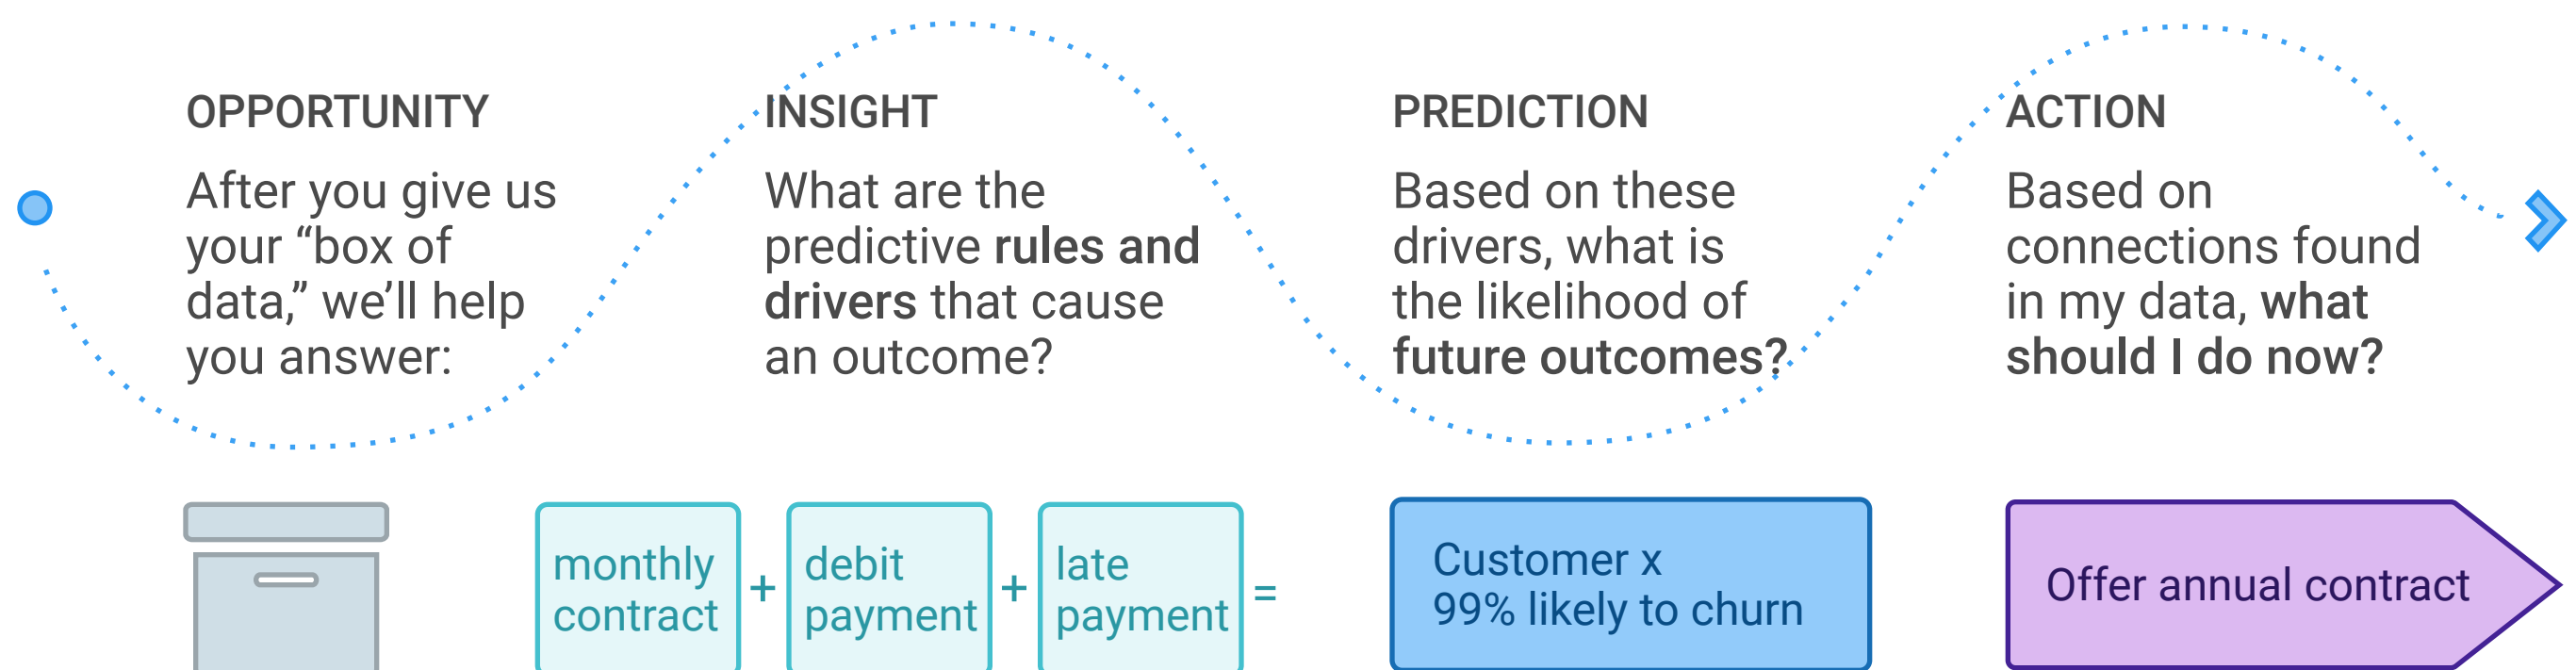 OPPORTUNITY
After you give us
your “box of
data,” we’ll help
you answer:
INSIGHT
What are the
predictive rules and
drivers that cause
an outcome?
PREDICTION
Based on these
drivers, what is
the likelihood of
future outcomes?
ACTION
Based on
connections found
in my data, what
should I do now?
monthly
contract
+
debit
payment
+
late
payment
=
Customer x
99% likely to churn
Offer annual contract